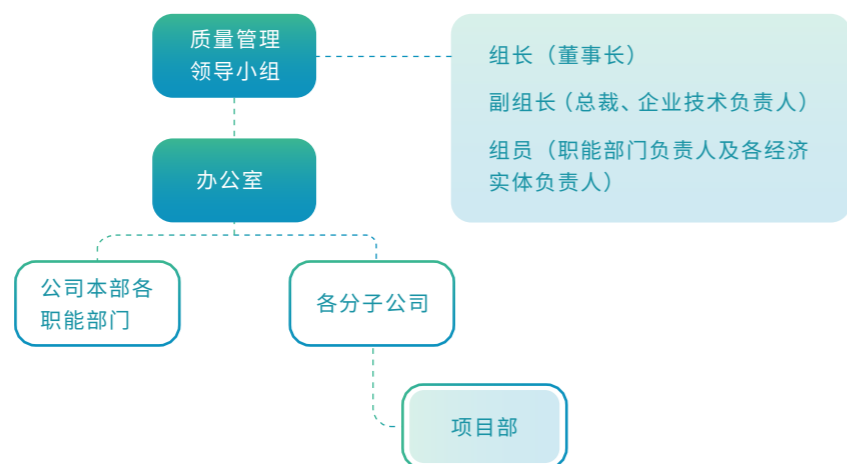 质量管理
领导小组
组长（董事长）
副组长（总裁、企业技术负责人）
组员（职能部门负责人及各经济
实体负责人）
办公室
公司本部各
职能部门
各分子公司
项目部